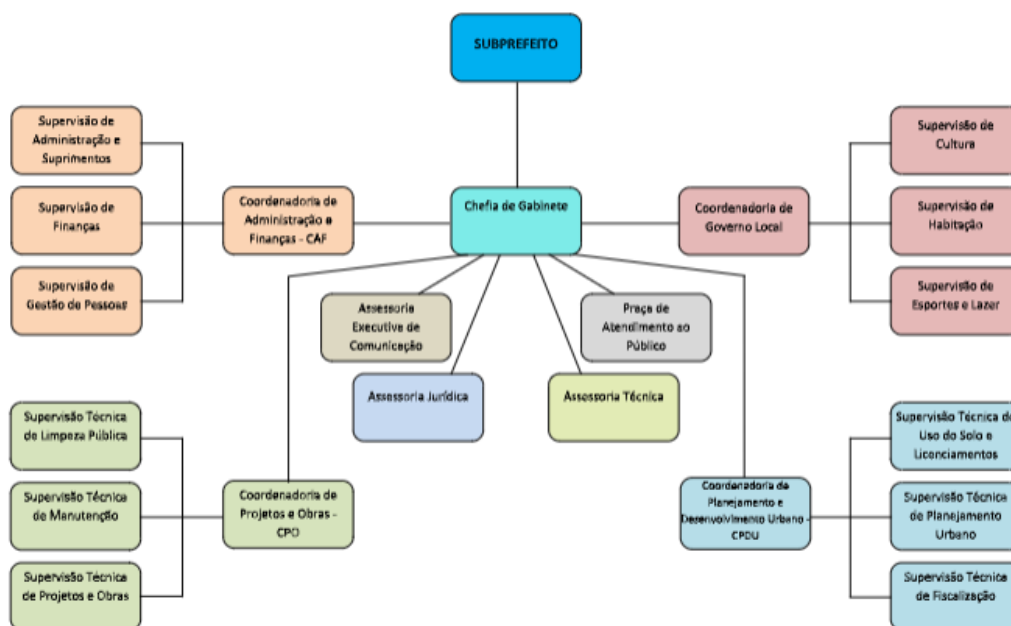 SUBPREFEITO
Supervisão de
Administração e
Suprimentos
Supervisão de
Finanças
Supervisão de
Gestão de Pessoas
Coordenadoria de
Administração e
Finanças - CAF
Chefia de Gabinete
Coordenadoria de
Governo Local
Supervisão de
Cultura
Supervisão de
Habitação
Supervisão de
Esportes e Lazer
Assessoria
Executiva de
Comunicação
Praça de
Atendimento ao
Público
Assessoria Jurídica
Assessoria Técnica
Supervisão Técnica
de Limpeza Pública
Supervisão Técnica
de Manutenção
Supervisão Técnica
de Projetos e Obras
Coordenadoria de
Projetos e Obras -
CPO
Coordenadoria de
Planejamento e
Desenvolvimento Urbano -
CPDU
Supervisão Técnica de
Uso do Solo e
Licenciamentos
Supervisão Técnica
de Planejamento
Urbano
Supervisão Técnica
de Fiscalização